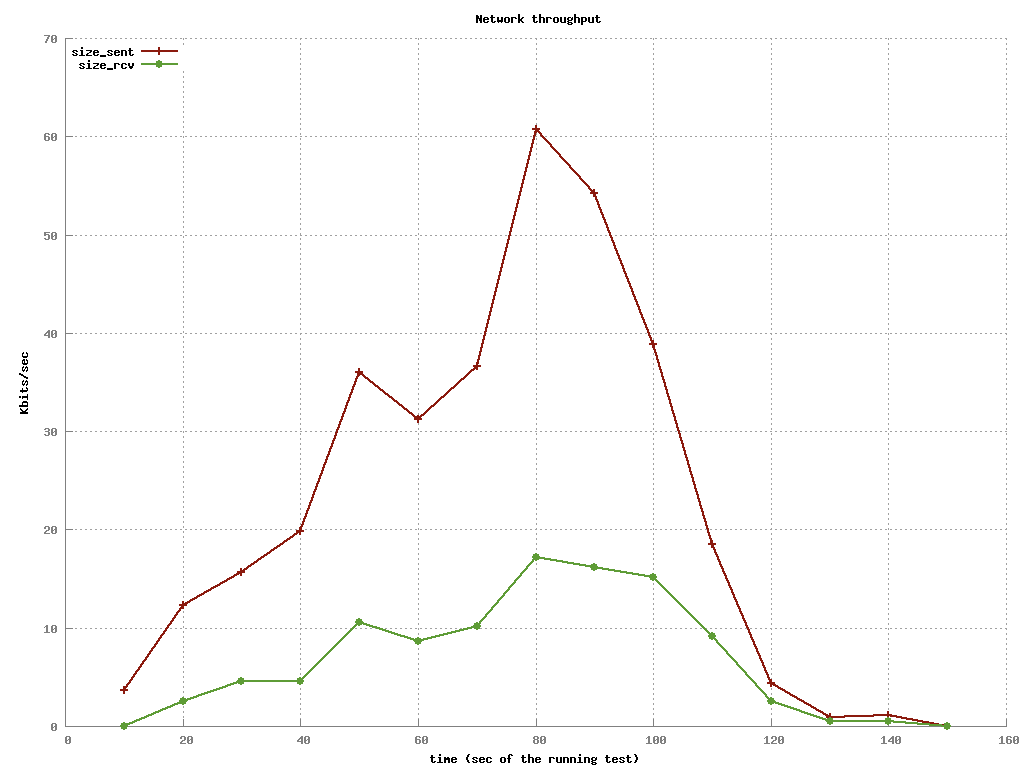 Network throughput
70
size_sent
size_rcv
60
50
40
Kbits/sec
30
20
10
0
0 20 40 60 80 100 120 140 160
time (sec of the running test)